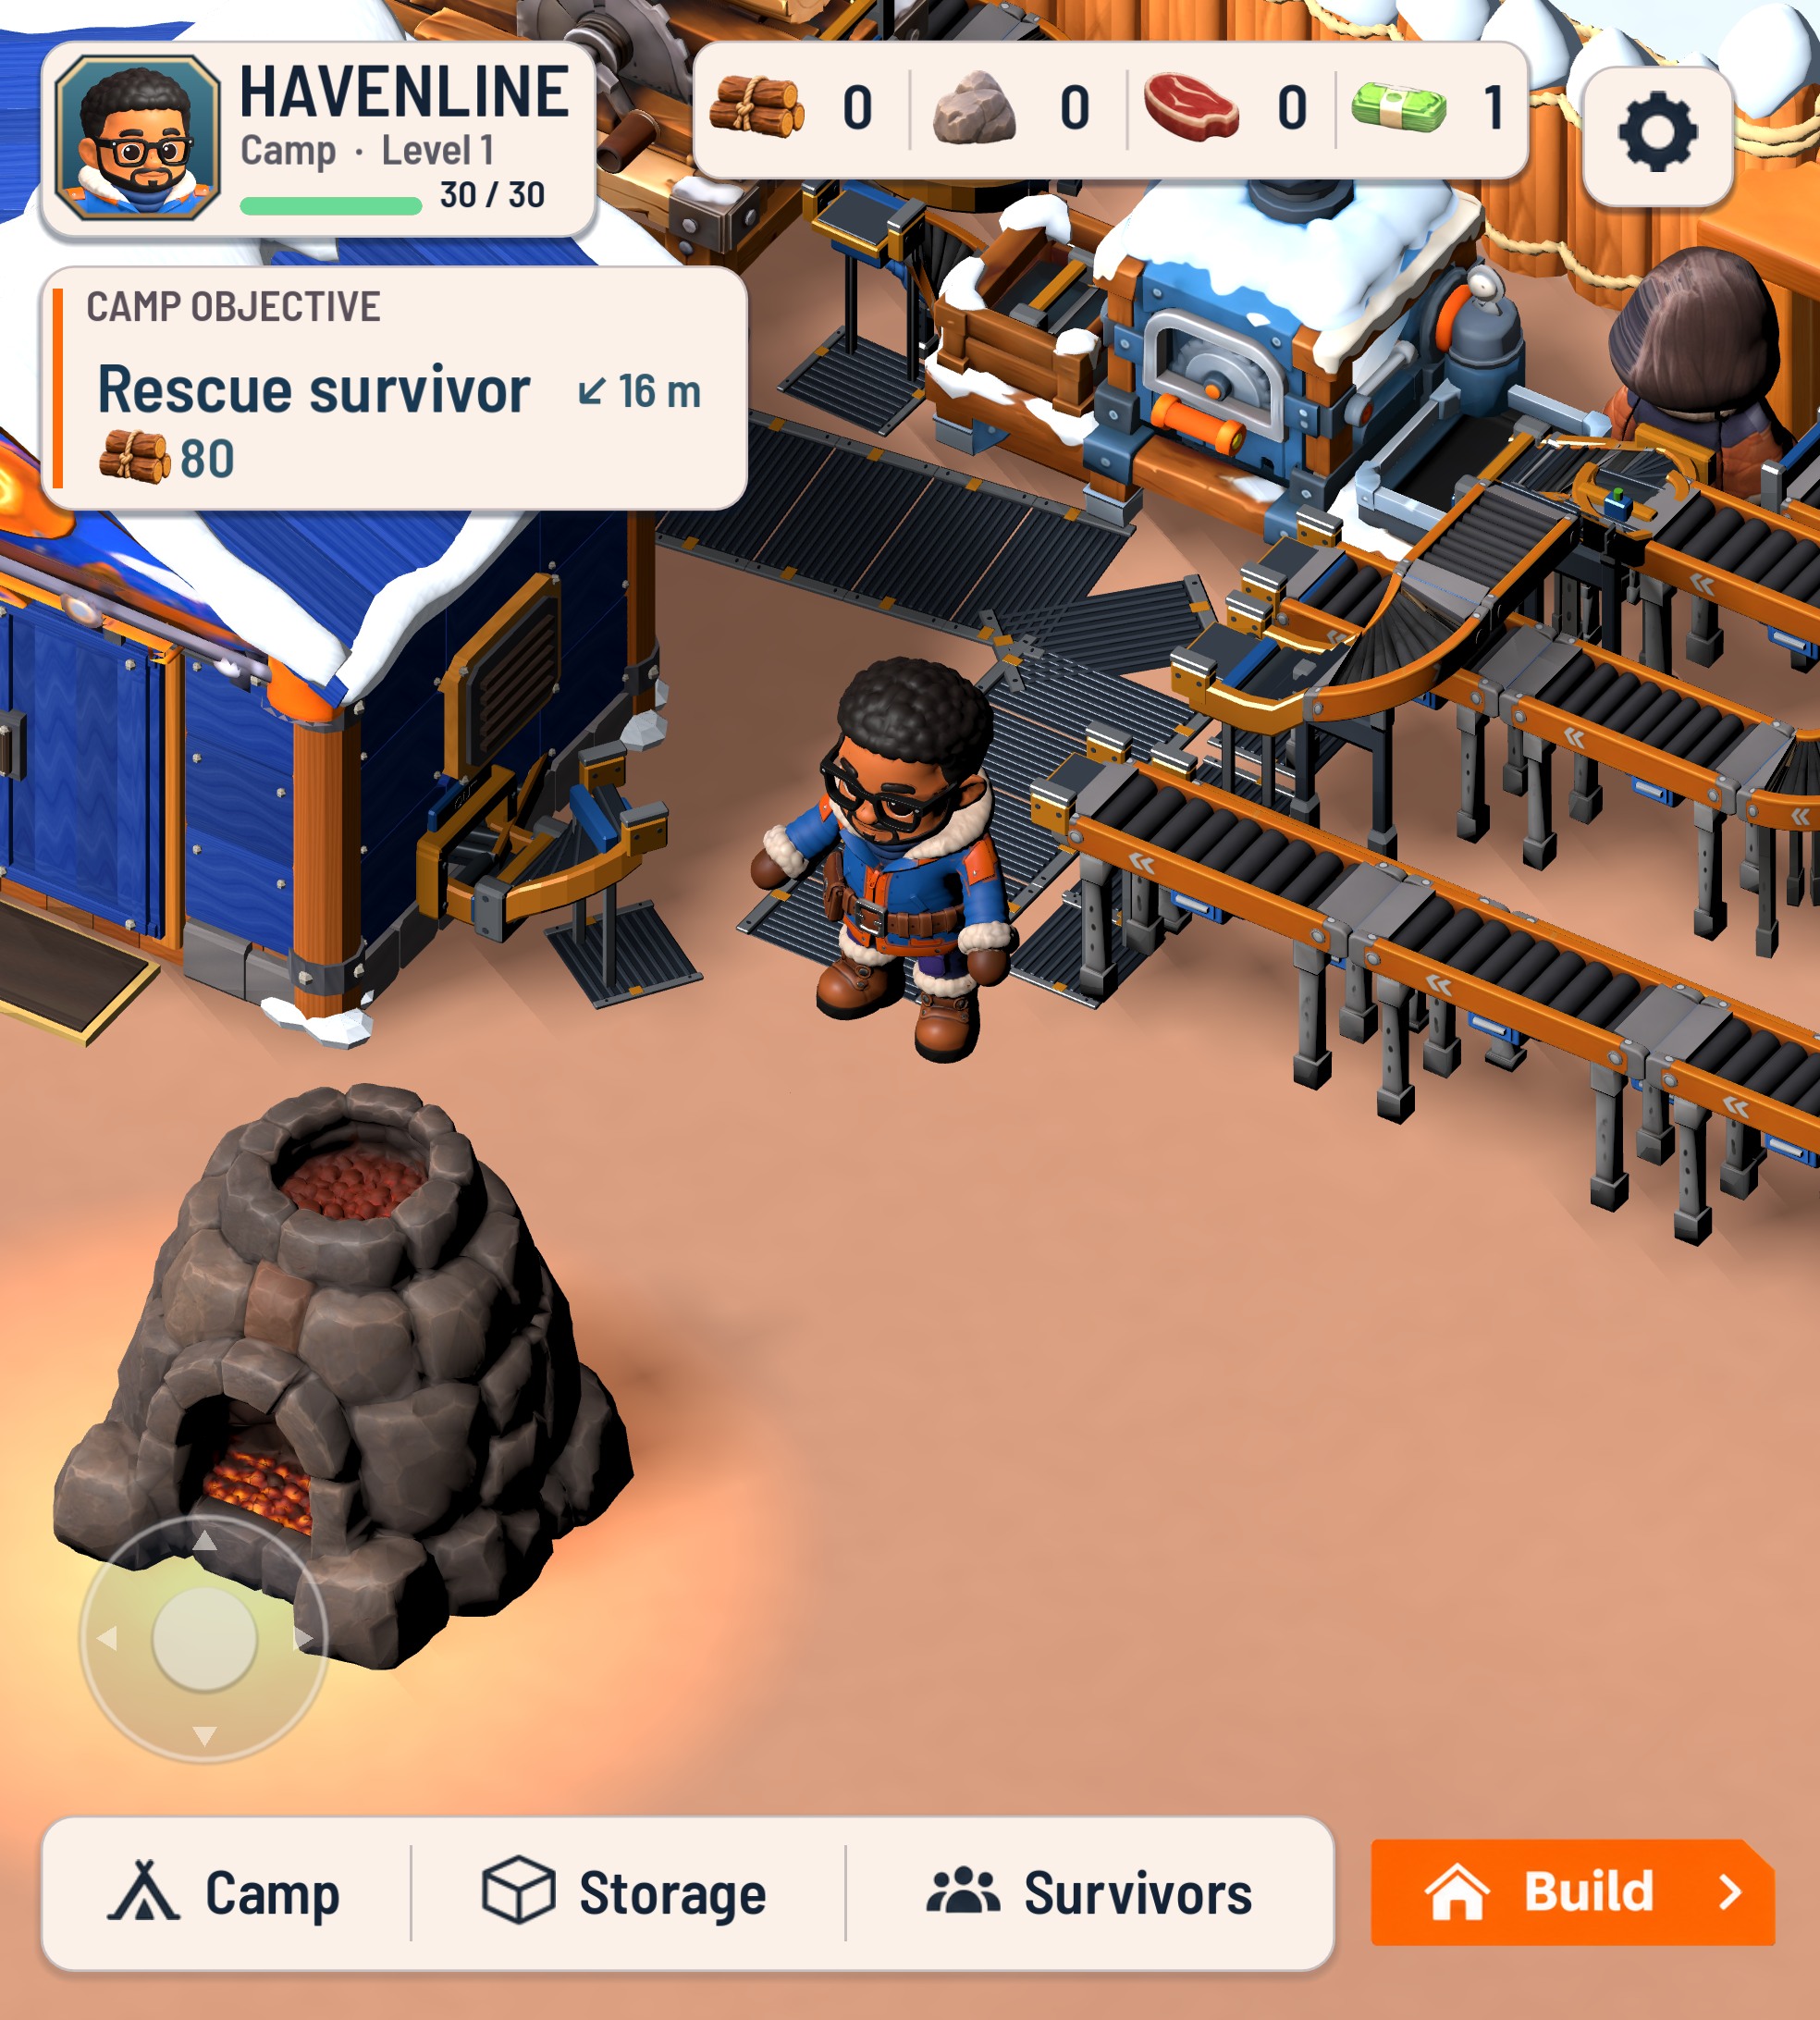 HAVENLINE
Camp · Level 1
30 / 30
0
0
0
1
CAMP OBJECTIVE
Rescue survivor
↙ 16 m
80
Camp
Storage
Survivors
Build